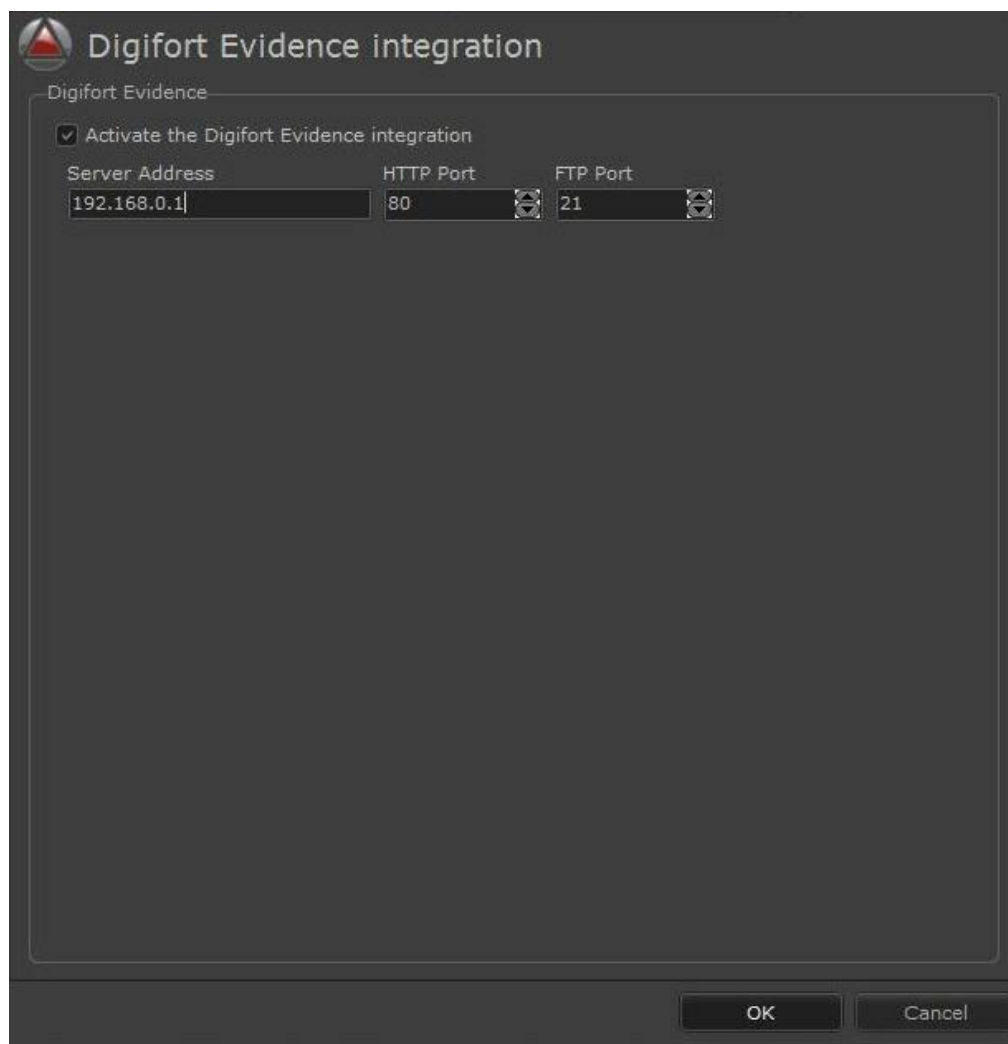 Digifort Evidence integration
Digifort Evidence
Activate the Digifort Evidence integration
Server Address HTTP Port FTP Port
192.168.0.1 80 21
OK Cancel